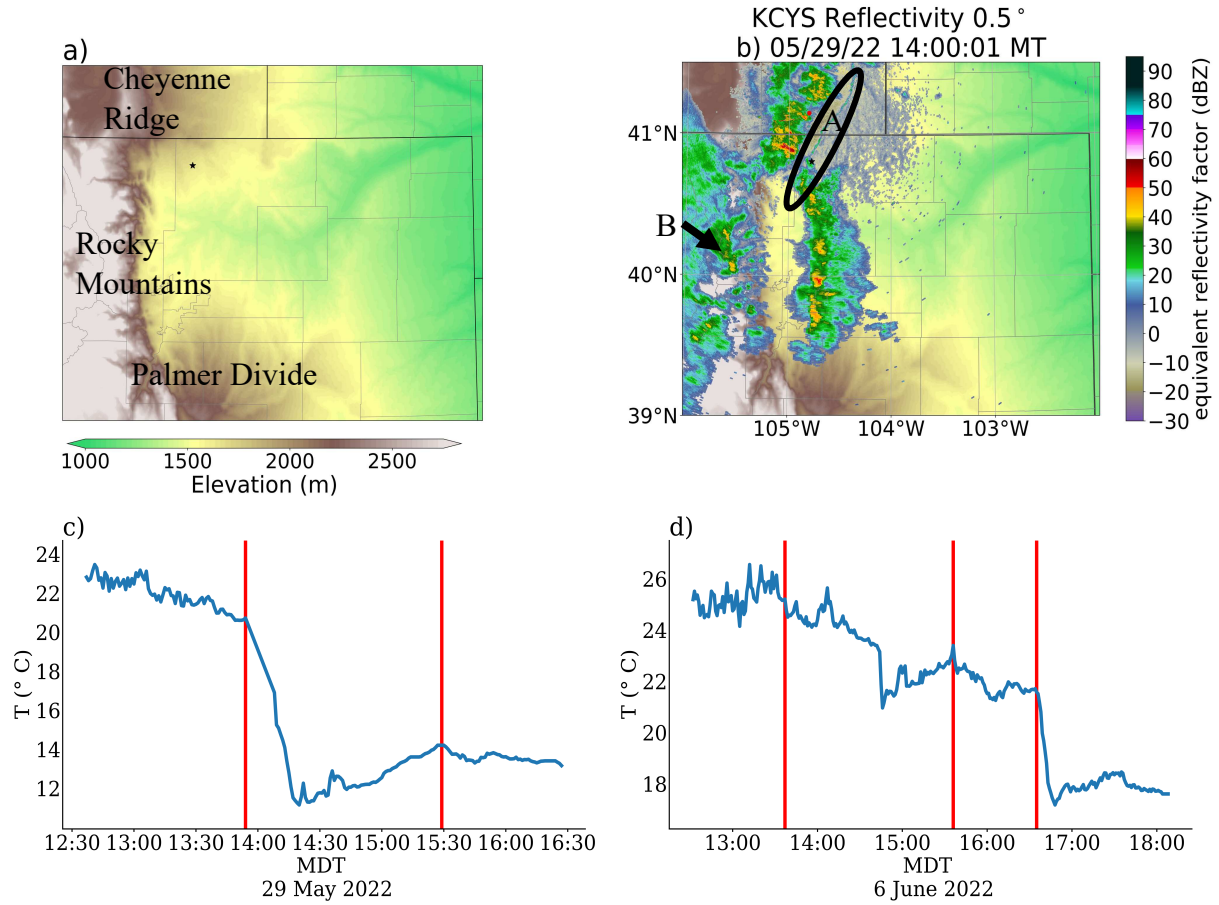 a)
Cheyenne
Ridge
Rocky
Mountains
Palmer Divide
1000 1500 2000 2500
Elevation (m)
KCYS Reflectivity 0.5°
b) 05/29/22 14:00:01 MT
A
B
41°N
40°N
39°N
105°W 104°W 103°W
90
80
70
60
50
40
30
20
10
0
−10
−20
−30
equivalent reflectivity factor (dBZ)
c)
24
22
20
18
16
14
12
T (° C)
12:30 13:00 13:30 14:00 14:30 15:00 15:30 16:00 16:30
MDT
29 May 2022
d)
26
24
22
20
18
T (° C)
13:00 14:00 15:00 16:00 17:00 18:00
MDT
6 June 2022